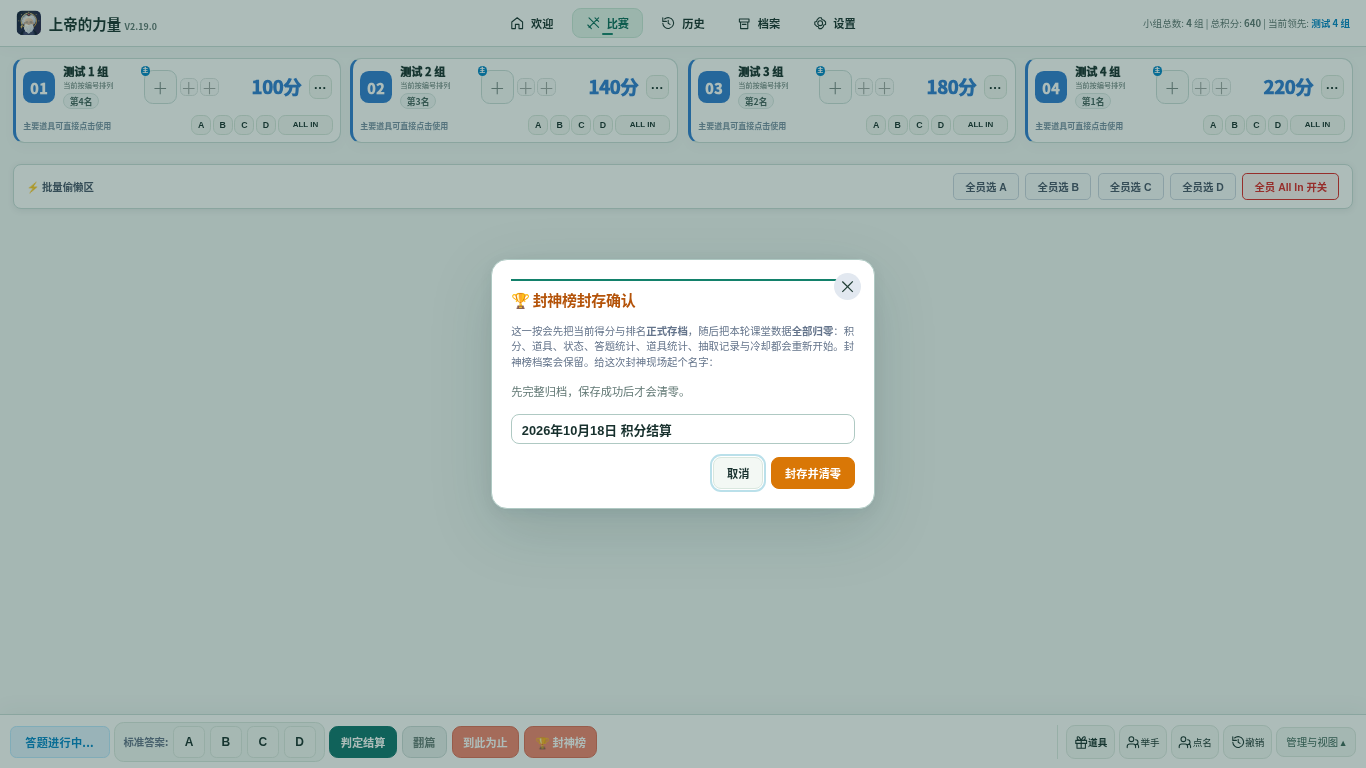 上帝的力量 V2.19.0
欢迎
比赛
历史
档案
设置
小组总数: 4 组 | 总积分: 640 | 当前领先: 测试 4 组
01
测试 1 组
当前按编号排列
第4名
主
100分
主要道具可直接点击使用
A B C D ALL IN
02
测试 2 组
当前按编号排列
第3名
主
140分
主要道具可直接点击使用
A B C D ALL IN
03
测试 3 组
当前按编号排列
第2名
主
180分
主要道具可直接点击使用
A B C D ALL IN
04
测试 4 组
当前按编号排列
第1名
主
220分
主要道具可直接点击使用
A B C D ALL IN
⚡ 批量偷懒区
全员选 A
全员选 B
全员选 C
全员选 D
全员 All In 开关
🏆 封神榜封存确认
这一按会先把当前得分与排名正式存档，随后把本轮课堂数据全部归零：积
分、道具、状态、答题统计、道具统计、抽取记录与冷却都会重新开始。封
神榜档案会保留。给这次封神现场起个名字：
先完整归档，保存成功后才会清零。
2026年10月18日 积分结算
取消
封存并清零
答题进行中...
标准答案:
A B C D
判定结算
翻篇
到此为止
🏆 封神榜
道具
举手
点名
撤销
管理与视图 ▴